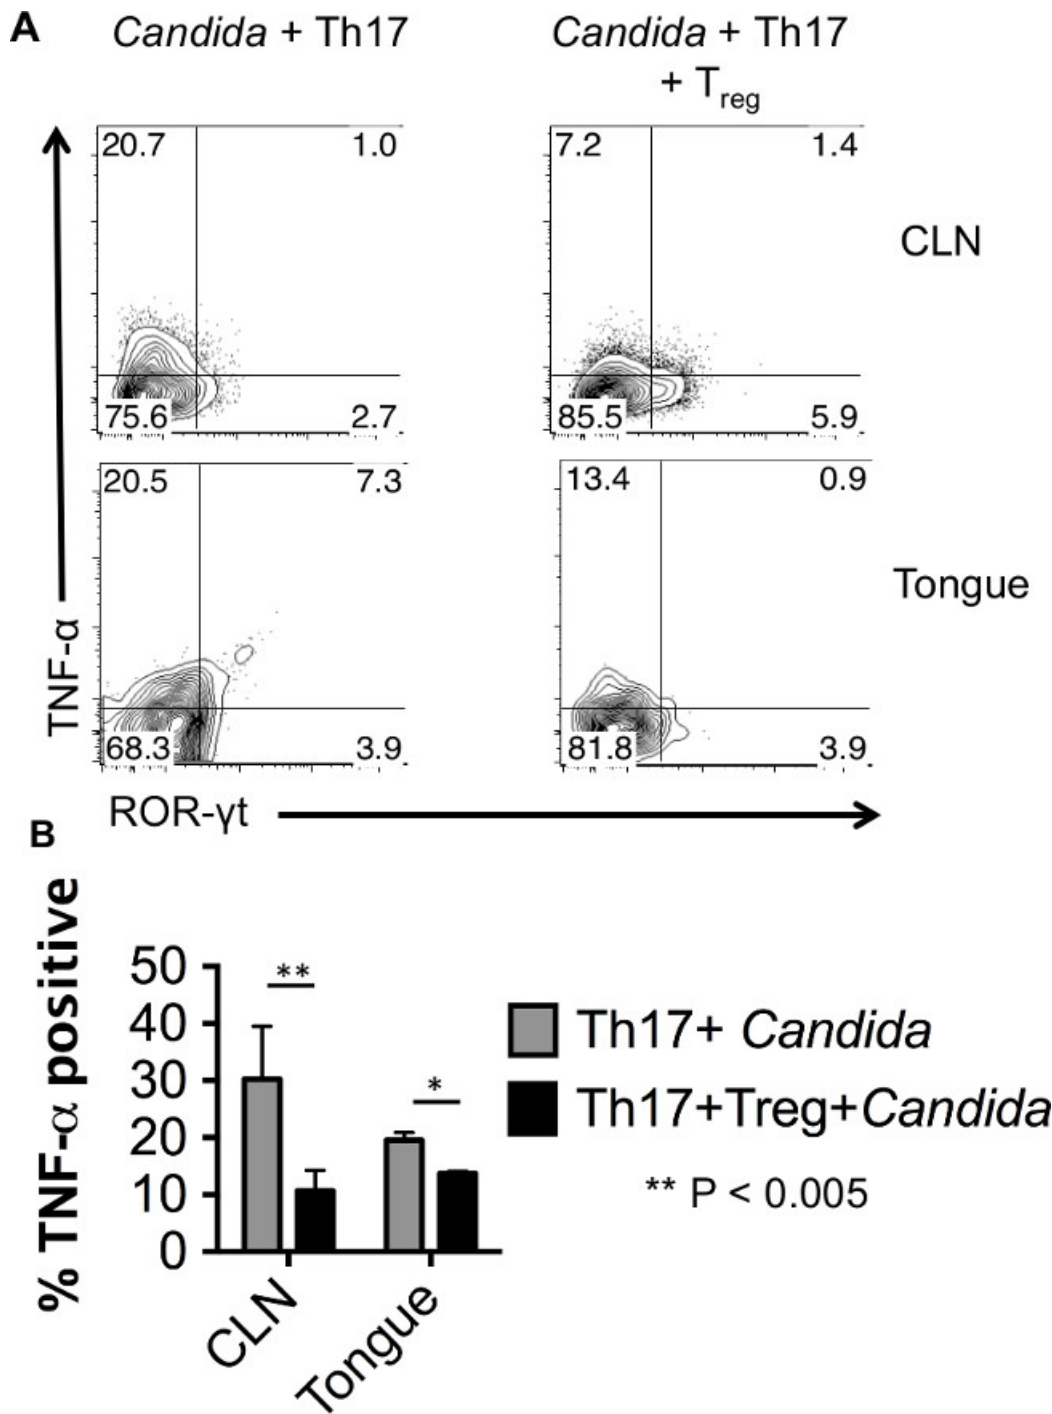 A
Candida + Th17
Candida + Th17
+ Treg
20.7
1.0
7.2
1.4
CLN
75.6
2.7
85.5
5.9
20.5
7.3
13.4
0.9
Tongue
TNF-α
68.3
3.9
81.8
3.9
ROR-γt
B
% TNF-α positive
50
40
30
20
10
0
**
*
CLN
Tongue
Th17+ Candida
Th17+Treg+Candida
** P < 0.005